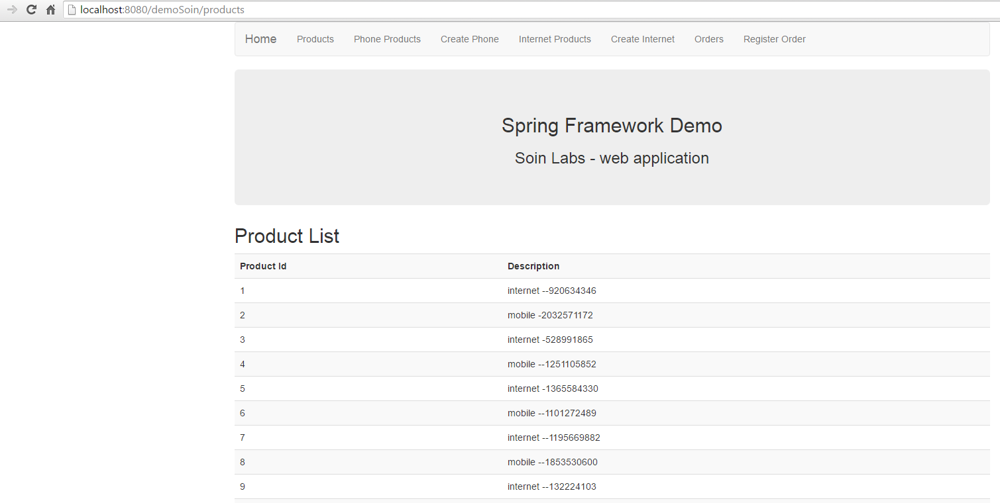 localhost:8080/demoSoin/products
Home Products Phone Products Create Phone Internet Products Create Internet Orders Register Order
Spring Framework Demo
Soin Labs - web application
Product List
Product Id Description
1 internet --920634346
2 mobile -2032571172
3 internet -528991865
4 mobile --1251105852
5 internet -1365584330
6 mobile --1101272489
7 internet --1195669882
8 mobile --1853530600
9 internet --132224103